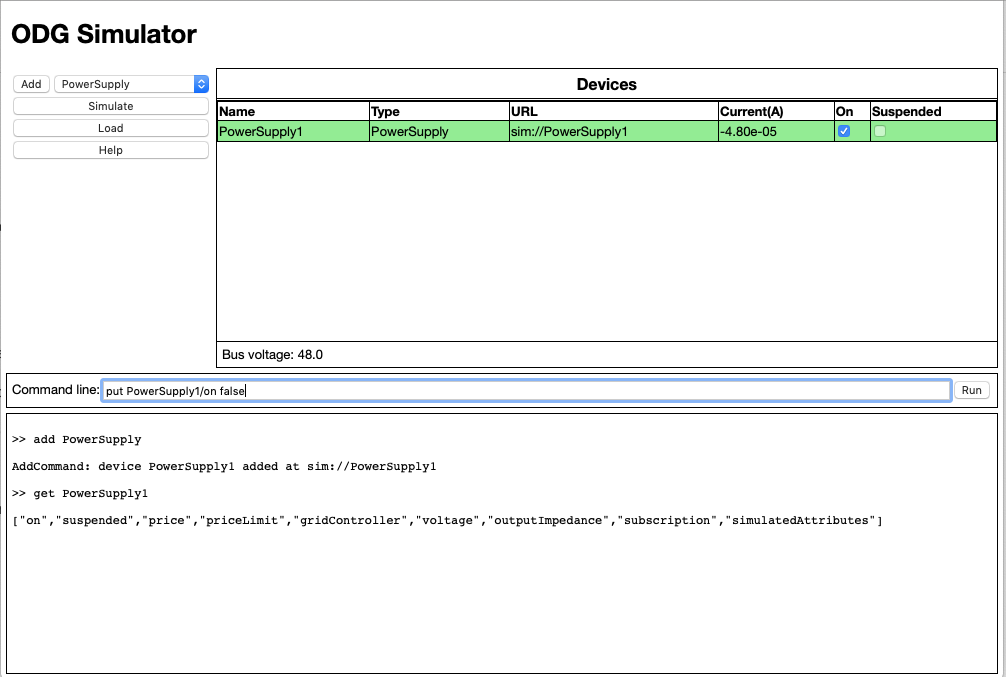 ODG Simulator
Add PowerSupply
Simulate
Load
Help
Devices
Name Type URL Current(A) On Suspended
PowerSupply1 PowerSupply sim://PowerSupply1 -4.80e-05
Bus voltage: 48.0
Command line: put PowerSupply1/on false Run
>> add PowerSupply
AddCommand: device PowerSupply1 added at sim://PowerSupply1
>> get PowerSupply1
["on","suspended","price","priceLimit","gridController","voltage","outputImpedance","subscription","simulatedAttributes"]